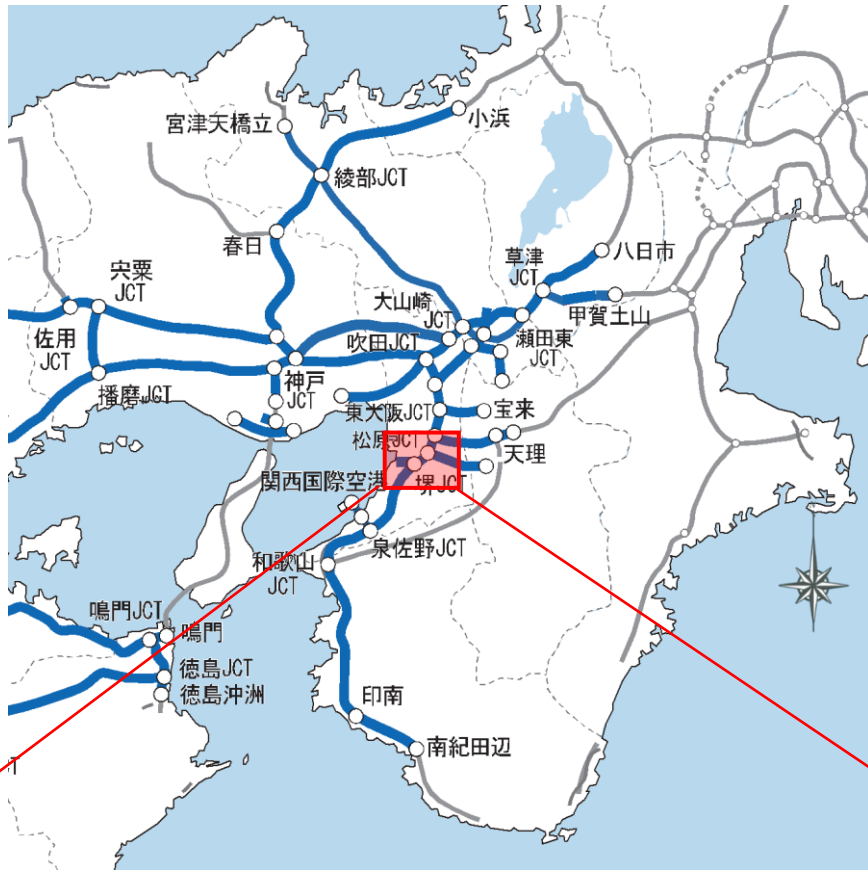 小浜
宮津天橋立
綾部JCT
春日
八日市
草津
JCT
宍粟
JCT
大山崎
JCT
甲賀土山
佐用
JCT
吹田JCT
瀬田東
JCT
播磨JCT
神戸
JCT
東大阪JCT
宝来
松原JCT
天理
関西国際空港
堺JCT
泉佐野JCT
和歌山
JCT
鳴門JCT
鳴門
徳島JCT
徳島沖洲
印南
南紀田辺